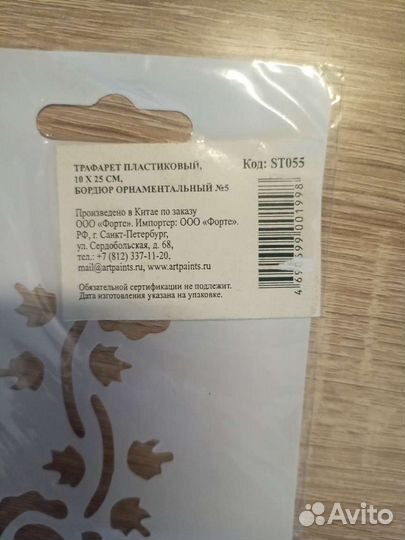 ТРАФАРЕТ ПЛАСТИКОВЫЙ,
10 X 25 СМ,
БОРДЮР ОРНАМЕНТАЛЬНЫЙ №5
Код: ST055
Произведено в Китае по заказу
ООО «Форте». Импортер: ООО «Форте».
РФ, г. Санкт-Петербург,
ул. Сердобольская, д. 68,
тел.: +7 (812) 337-11-20,
mail@artpaints.ru, www.artpaints.ru
Обязательной сертификации не подлежит.
Дата изготовления указана на упаковке.
Avito